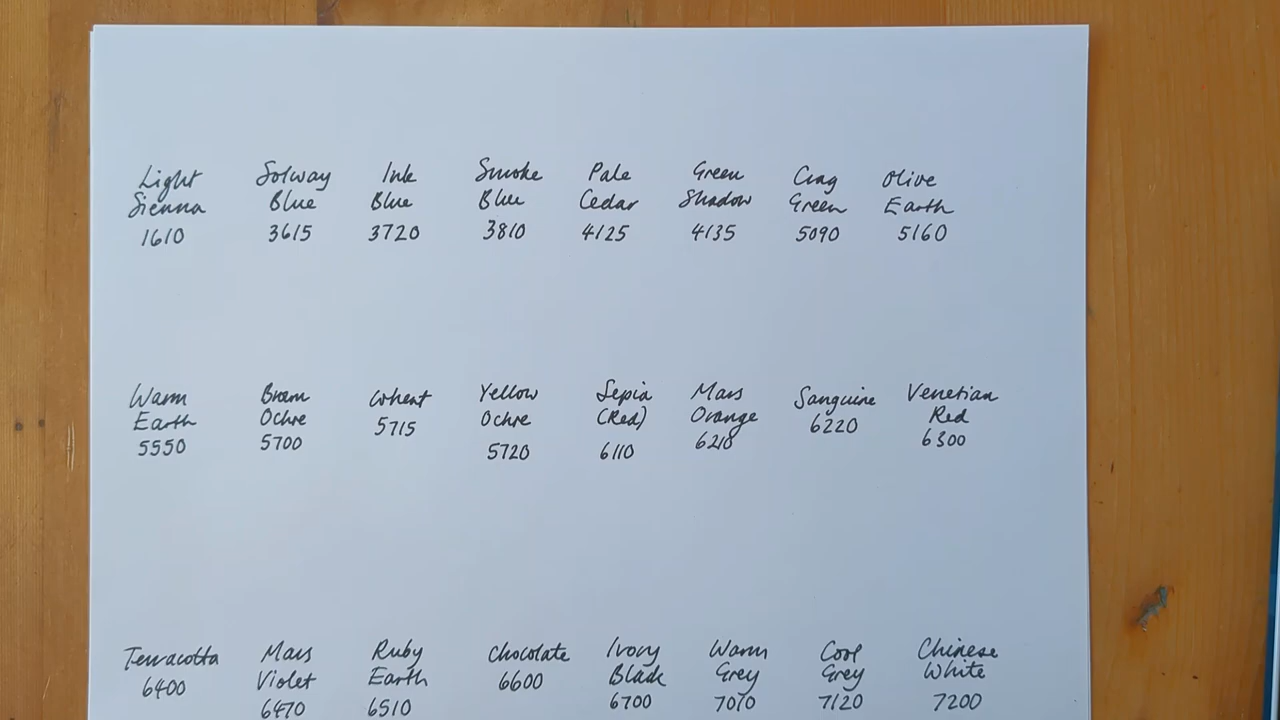 Light Sienna 1610
Solway Blue 3615
Ink Blue 3720
Smoke Blue 3810
Pale Cedar 4125
Green Shadow 4135
Crag Green 5090
Olive Earth 5160
Warm Earth 5550
Brown Ochre 5700
Wheat 5715
Yellow Ochre 5720
Sepia (Red) 6110
Mars Orange 6210
Sanguine 6220
Venetian Red 6300
Terracotta 6400
Mars Violet 6470
Ruby Earth 6510
Chocolate 6600
Ivory Black 6700
Warm Grey 7010
Cool Grey 7120
Chinese White 7200